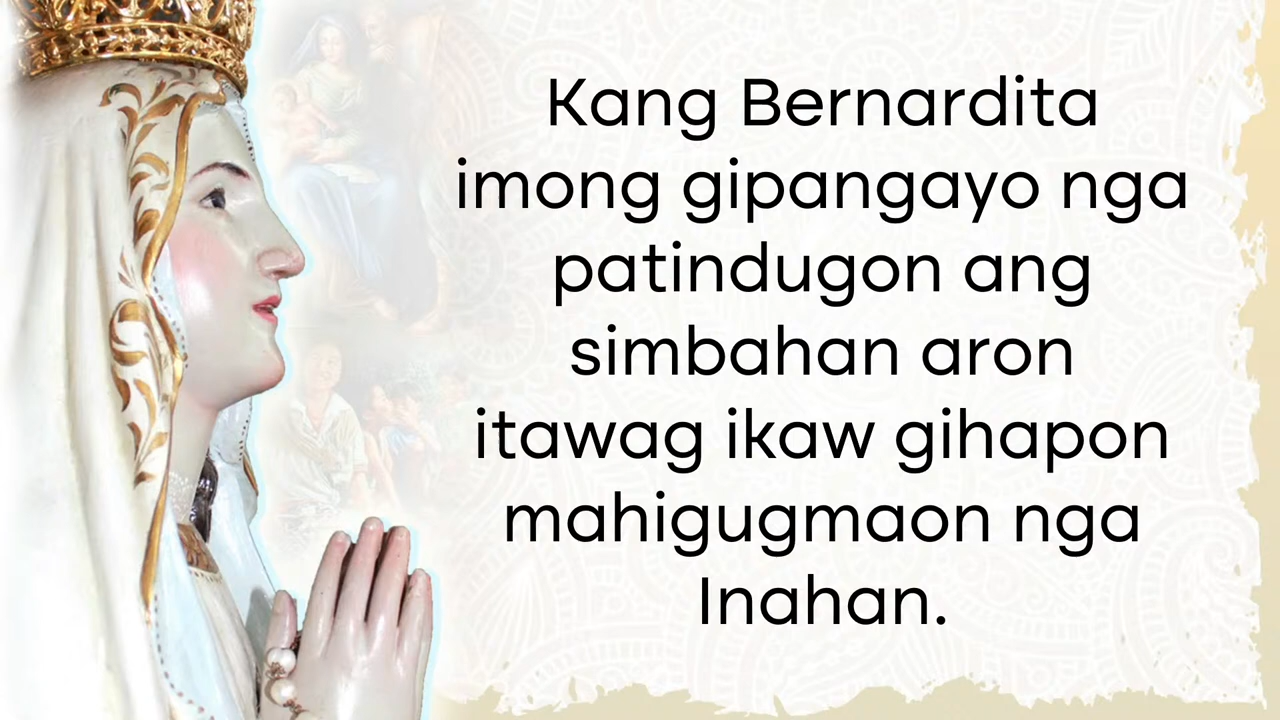 Kang Bernardita
imong gipangayo nga
patindugon ang
simbahan aron
itawag ikaw gihapon
mahigugmaon nga
Inahan.